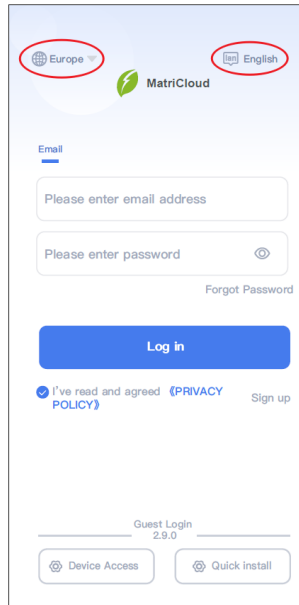 Europe
English
MatriCloud
Email
Please enter email address
Please enter password
Forgot Password
Log in
I've read and agreed 《PRIVACY
POLICY》
Sign up
Guest Login
2.9.0
Device Access
Quick install